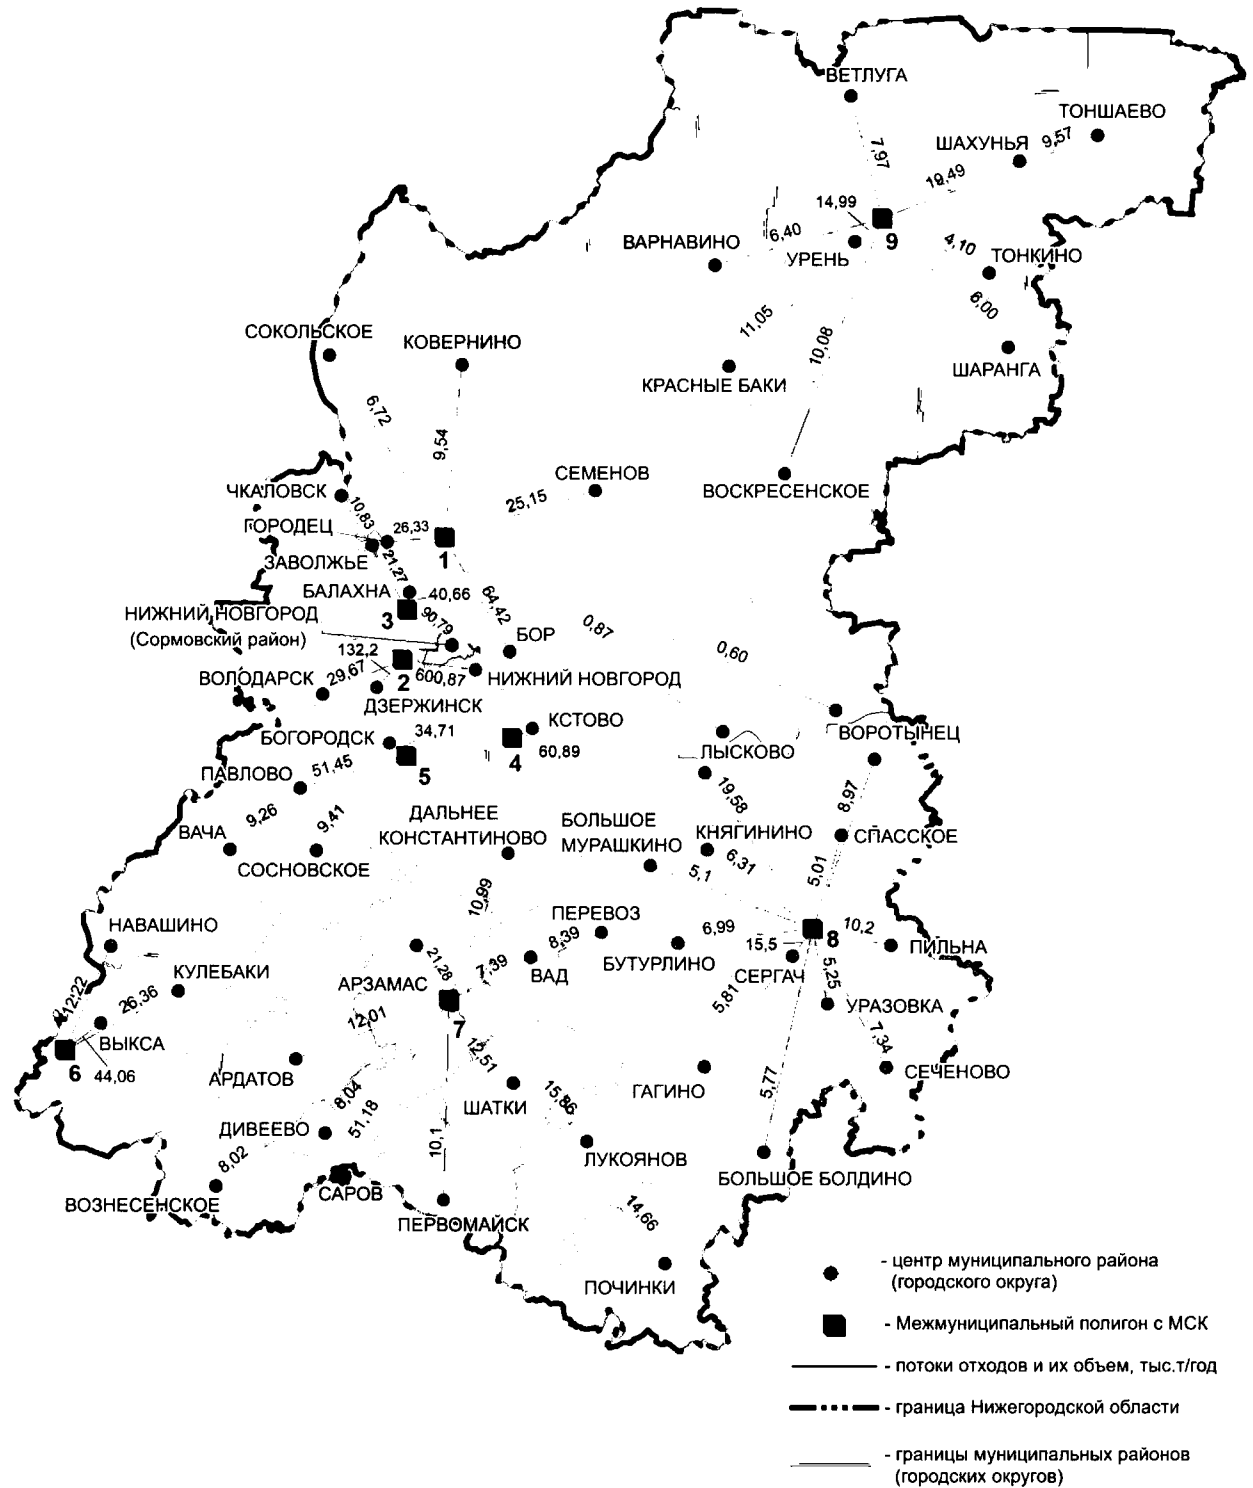 ВЕТЛУГА
ТОНШАЕВО
ШАХУНЬЯ
9,57
7,97
19,49
14,99
6,40
ВАРНАВИНО
УРЕНЬ
9
4,10
ТОНКИНО
6,00
11,05
10,08
ШАРАНГА
КРАСНЫЕ БАКИ
СОКОЛЬСКОЕ
КОВЕРНИНО
6,72
9,54
СЕМЕНОВ
25,15
ВОСКРЕСЕНСКОЕ
ЧКАЛОВСК
10,83
ГОРОДЕЦ
26,33
1
ЗАВОЛЖЬЕ
21,27
БАЛАХНА
40,66
64,42
НИЖНИЙ НОВГОРОД
(Сормовский район)
3
90,79
БОР
0,87
0,60
132,2
ВОЛОДАРСК
29,67
2
600,87
НИЖНИЙ НОВГОРОД
ДЗЕРЖИНСК
КСТОВО
БОГОРОДСК
34,71
4
60,89
ЛЫСКОВО
ВОРОТЫНЕЦ
ПАВЛОВО
51,45
5
19,58
8,97
9,26
9,41
ДАЛЬНЕЕ
КОНСТАНТИНОВО
БОЛЬШОЕ
МУРАШКИНО
КНЯГИНИНО
СПАССКОЕ
ВАЧА
СОСНОВСКОЕ
5,1
6,31
5,01
10,99
НАВАШИНО
ПЕРЕВОЗ
6,99
8
10,2
ПИЛЬНА
8,39
БУТУРЛИНО
15,5
СЕРГАЧ
КУЛЕБАКИ
АРЗАМАС
21,28
7,39
ВАД
5,25
12,22
26,36
5,81
УРАЗОВКА
12,01
7
7,34
ВЫКСА
12,51
6
44,06
АРДАТОВ
СЕЧЕНОВО
ГАГИНО
8,04
ШАТКИ
15,86
5,77
ДИВЕЕВО
51,18
10,1
ЛУКОЯНОВ
8,02
БОЛЬШОЕ БОЛДИНО
ВОЗНЕСЕНСКОЕ
САРОВ
ПЕРВОМАЙСК
14,66
ПОЧИНКИ
- центр муниципального района
(городского округа)
- Межмуниципальный полигон с МСК
- потоки отходов и их объем, тыс.т/год
- граница Нижегородской области
- границы муниципальных районов
(городских округов)